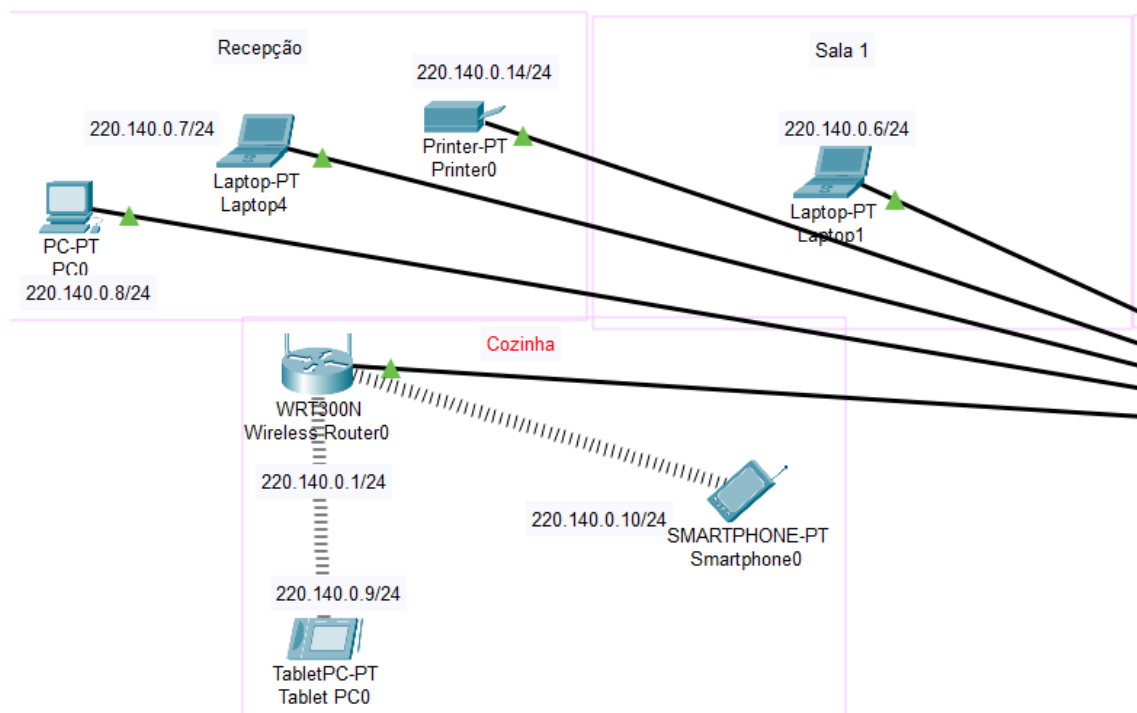 Recepção
220.140.0.14/24
Printer-PT
Printer0
220.140.0.7/24
Laptop-PT
Laptop4
PC-PT
PC0
220.140.0.8/24
Sala 1
220.140.0.6/24
Laptop-PT
Laptop1
Cozinha
WRT300N
Wireless Router0
220.140.0.1/24
220.140.0.10/24
SMARTPHONE-PT
Smartphone0
220.140.0.9/24
TabletPC-PT
Tablet PC0